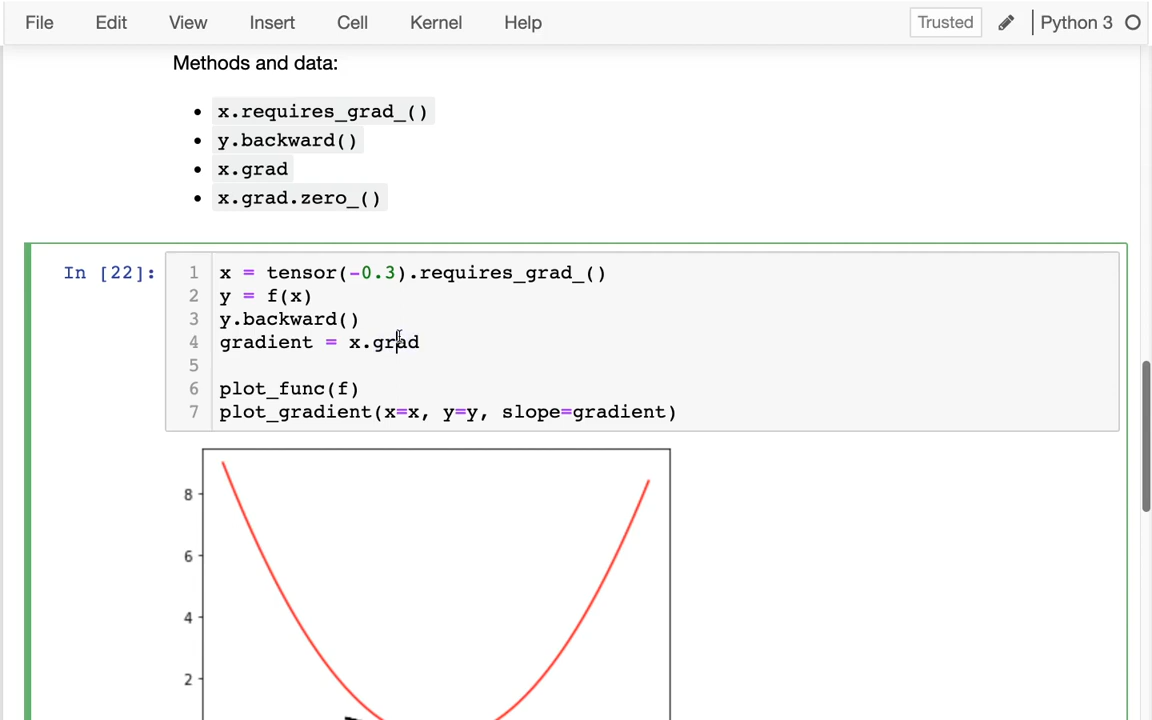 File Edit View Insert Cell Kernel Help Trusted Python 3
Methods and data:
x.requires_grad_()
y.backward()
x.grad
x.grad.zero_()
In [22]:
1 x = tensor(-0.3).requires_grad_()
2 y = f(x)
3 y.backward()
4 gradient = x.grad
5
6 plot_func(f)
7 plot_gradient(x=x, y=y, slope=gradient)
8
6
4
2